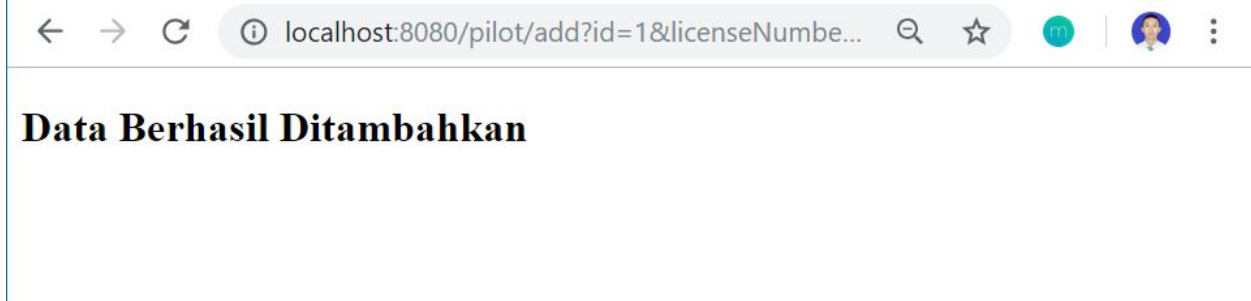 localhost:8080/pilot/add?id=1&licenseNumbe...
m
Data Berhasil Ditambahkan